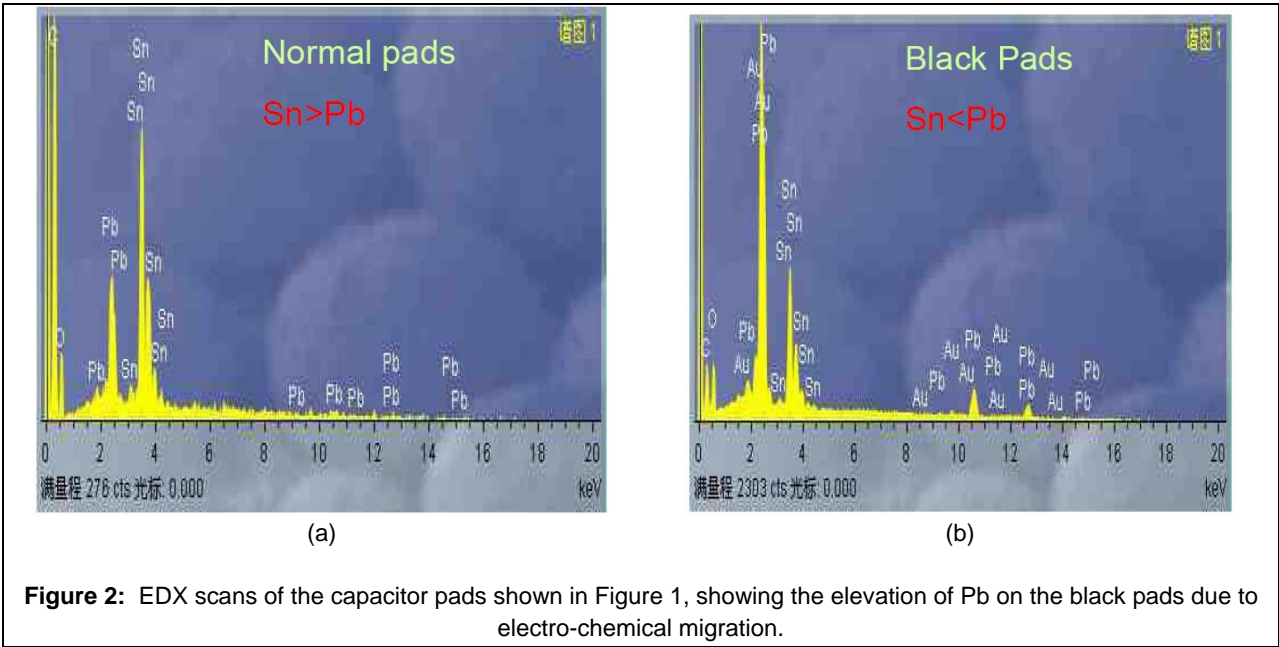 谱图 1
Normal pads
Sn>Pb
C
Sn
Sn
Sn
Pb
Pb
Sn
O
Sn
Pb
Sn
Sn
Pb
Pb
Pb
Pb
Pb
Pb
Pb
Pb
0 2 4 6 8 10 12 14 16 18 20
满量程 276 cts 光标: 0.000 keV
(a)
谱图 1
Black Pads
Sn<Pb
Pb
Au
Au
Pb
Sn
Sn
Sn
O
C
Pb
Au
Sn
Sn
Sn
Au
Pb
Au
Au
Pb
Au
Pb
Au
Pb
Pb
Au
Au
Pb
Pb
0 2 4 6 8 10 12 14 16 18 20
满量程 2303 cts 光标: 0.000 keV
(b)
Figure 2: EDX scans of the capacitor pads shown in Figure 1, showing the elevation of Pb on the black pads due to
electro-chemical migration.